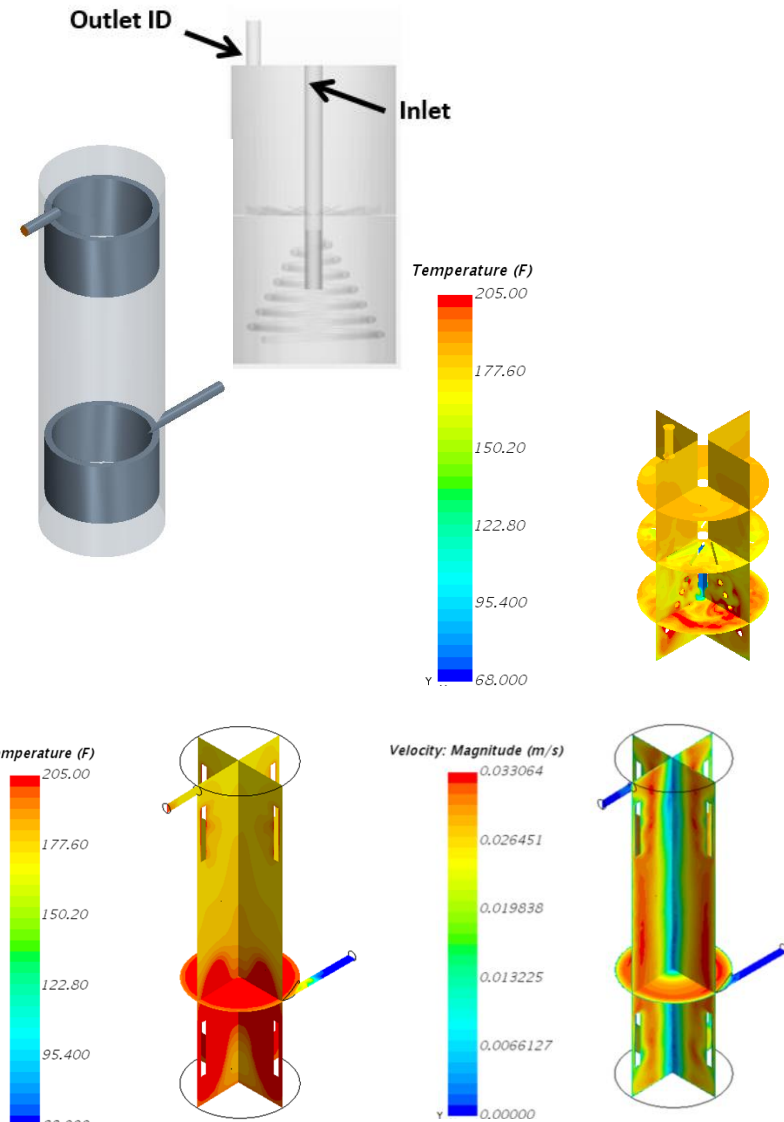 Outlet ID
Inlet
Temperature (F)
205.00
177.60
150.20
122.80
95.400
68.000
Y
emperature (F)
205.00
177.60
150.20
122.80
95.400
Velocity: Magnitude (m/s)
0.033064
0.026451
0.019838
0.013225
0.0066127
0.00000
Y